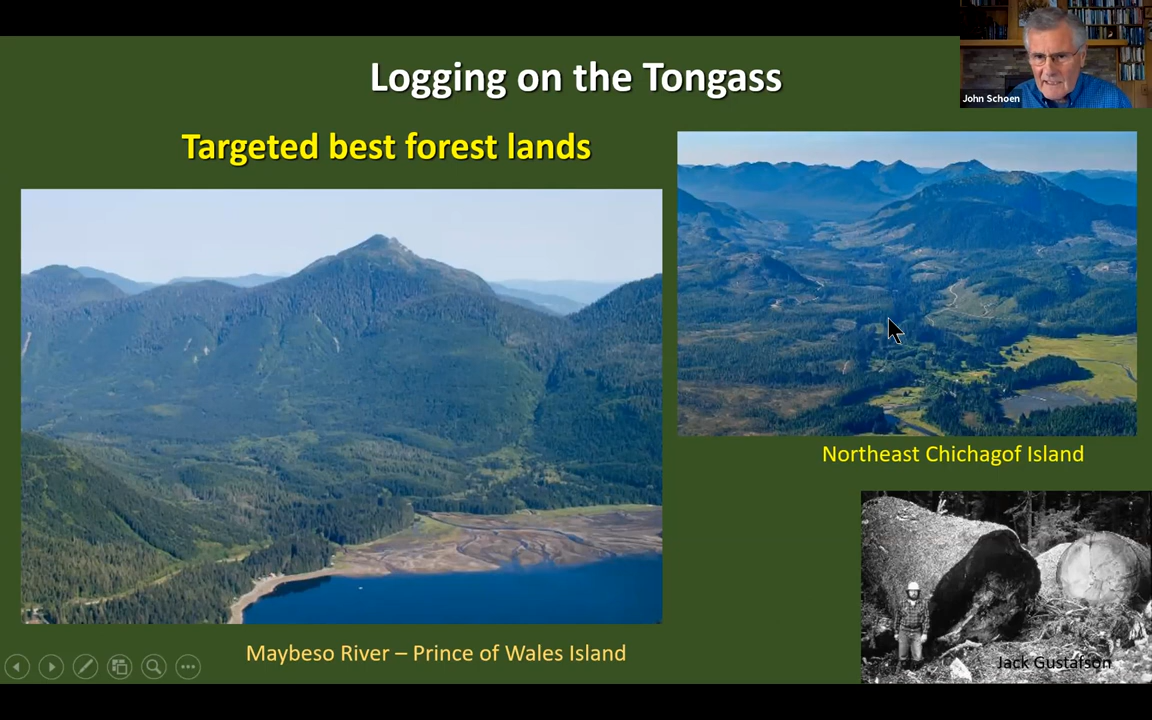 Logging on the Tongass
John Schoen
Targeted best forest lands
Northeast Chichagof Island
Maybeso River – Prince of Wales Island
Jack Gustafson